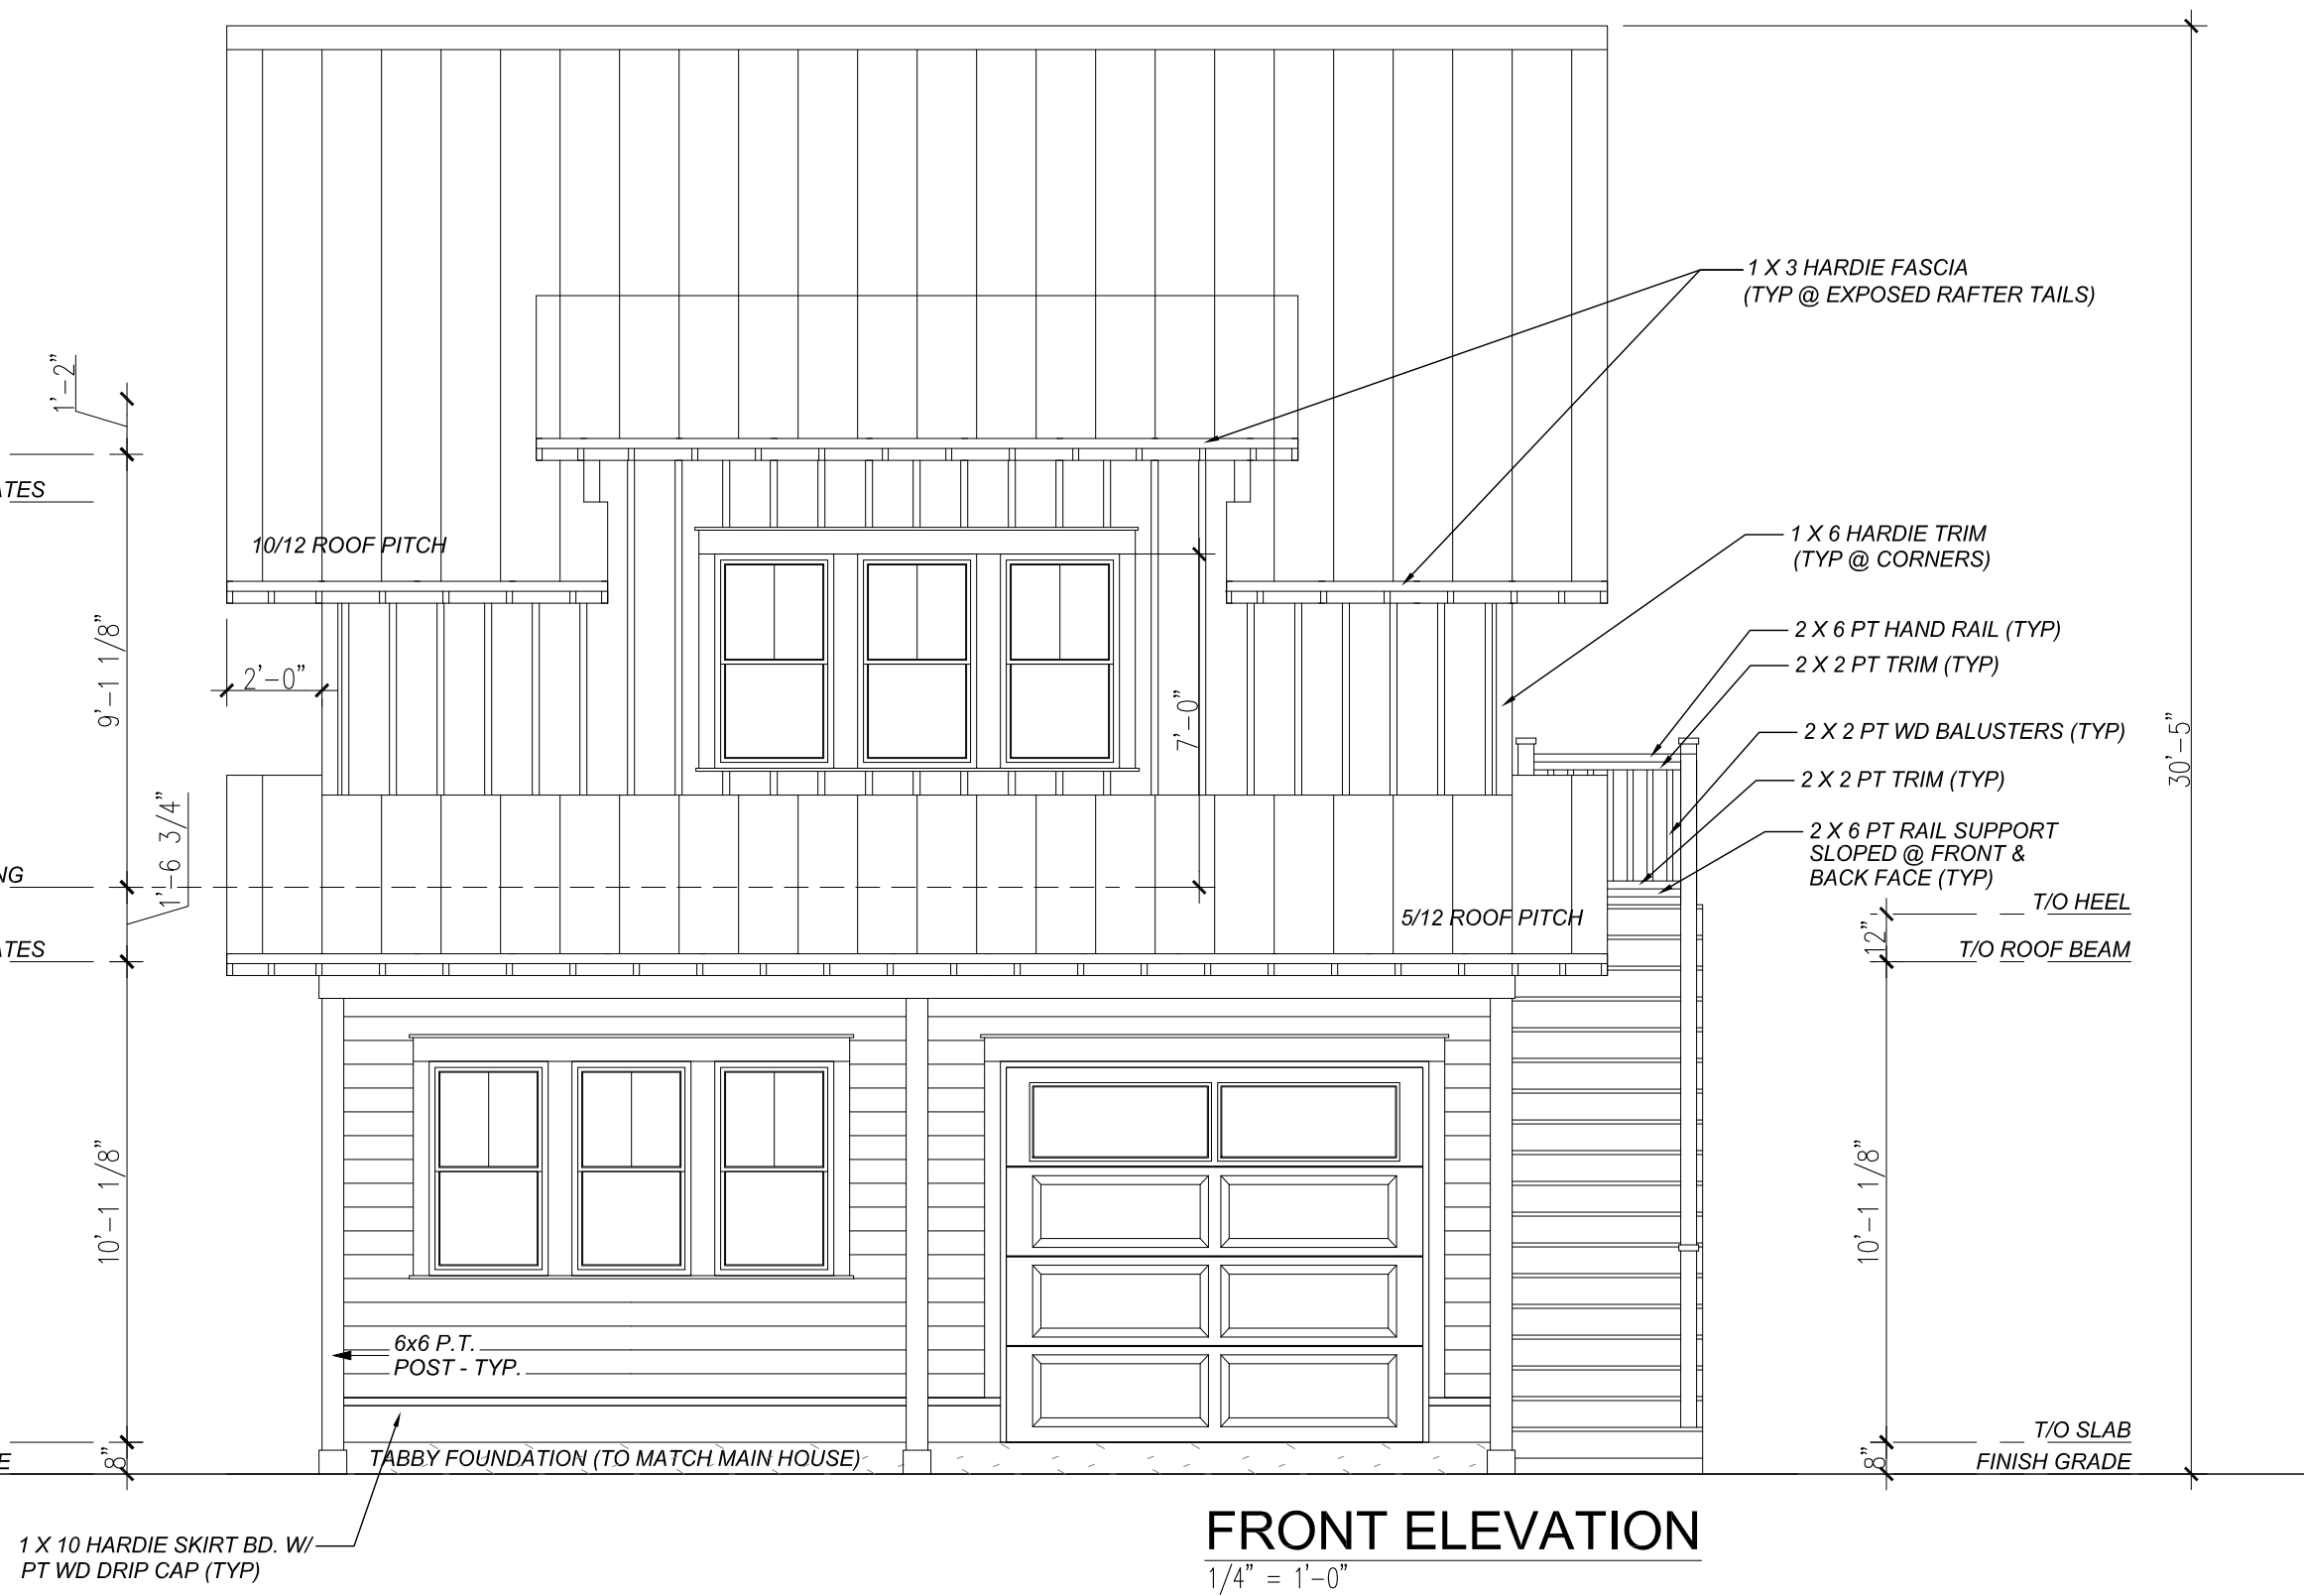 1 X 3 HARDIE FASCIA
(TYP @ EXPOSED RAFTER TAILS)
1'-2"
ATES
10/12 ROOF PITCH
1 X 6 HARDIE TRIM
(TYP @ CORNERS)
9'-1 1/8"
2'-0"
7'-0"
2 X 6 PT HAND RAIL (TYP)
2 X 2 PT TRIM (TYP)
2 X 2 PT WD BALUSTERS (TYP)
30'-5"
2 X 2 PT TRIM (TYP)
1'-6 3/4"
2 X 6 PT RAIL SUPPORT
SLOPED @ FRONT &
BACK FACE (TYP)
NG
5/12 ROOF PITCH
T/O HEEL
12"
ATES
T/O ROOF BEAM
10'-1 1/8"
10'-1 1/8"
6x6 P.T.
POST - TYP.
T/O SLAB
8"
TABBY FOUNDATION (TO MATCH MAIN HOUSE)
8"
E
FINISH GRADE
1 X 10 HARDIE SKIRT BD. W/
PT WD DRIP CAP (TYP)
FRONT ELEVATION
1/4" = 1'-0"